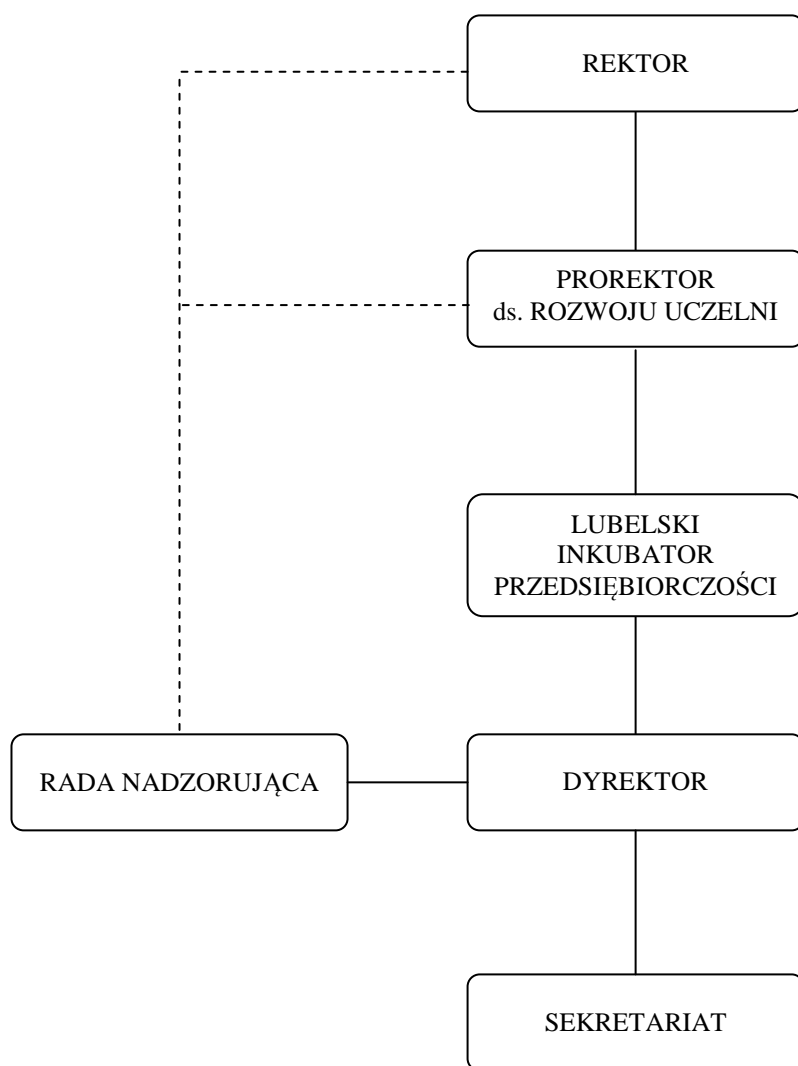 REKTOR
PROREKTOR
ds. ROZWOJU UCZELNI
LUBELSKI
INKUBATOR
PRZEDSIĘBIORCZOŚCI
RADA NADZORUJĄCA
DYREKTOR
SEKRETARIAT